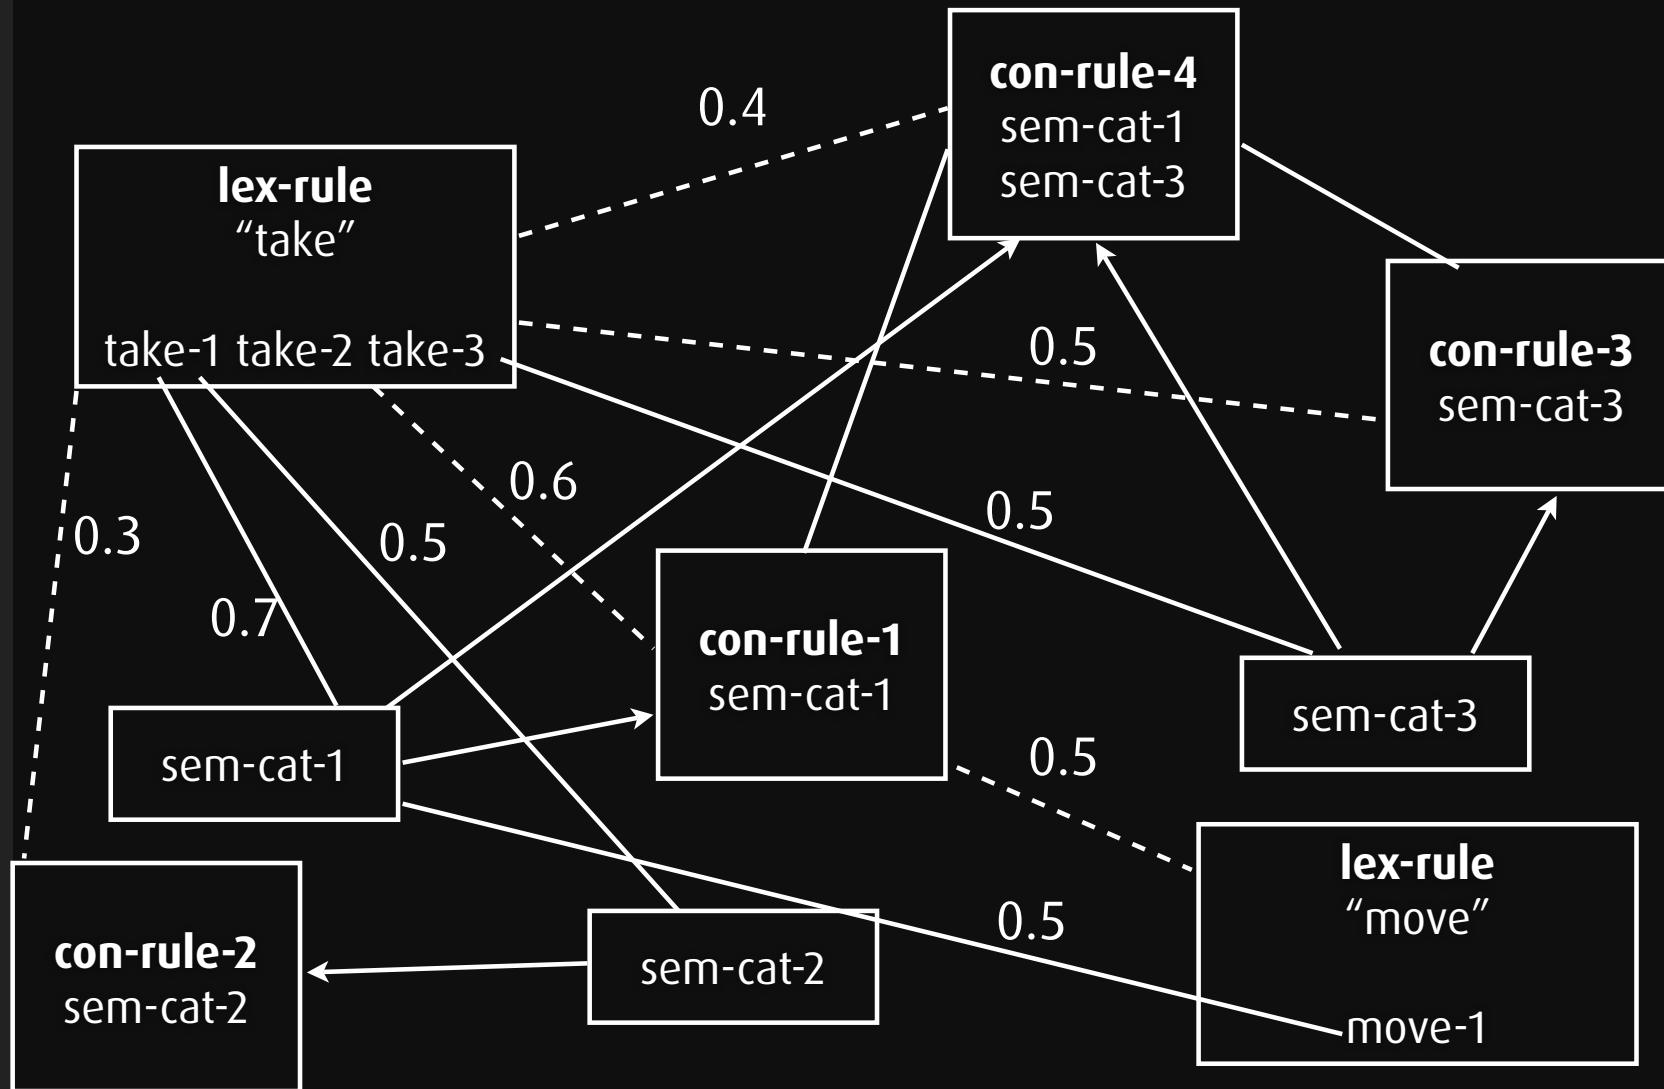 con-rule-4
sem-cat-1
sem-cat-3
0.4
lex-rule
“take”
take-1 take-2 take-3
0.5
con-rule-3
sem-cat-3
0.6
0.5
0.3
0.5
0.7
con-rule-1
sem-cat-1
sem-cat-3
sem-cat-1
0.5
lex-rule
“move”
move-1
0.5
con-rule-2
sem-cat-2
sem-cat-2